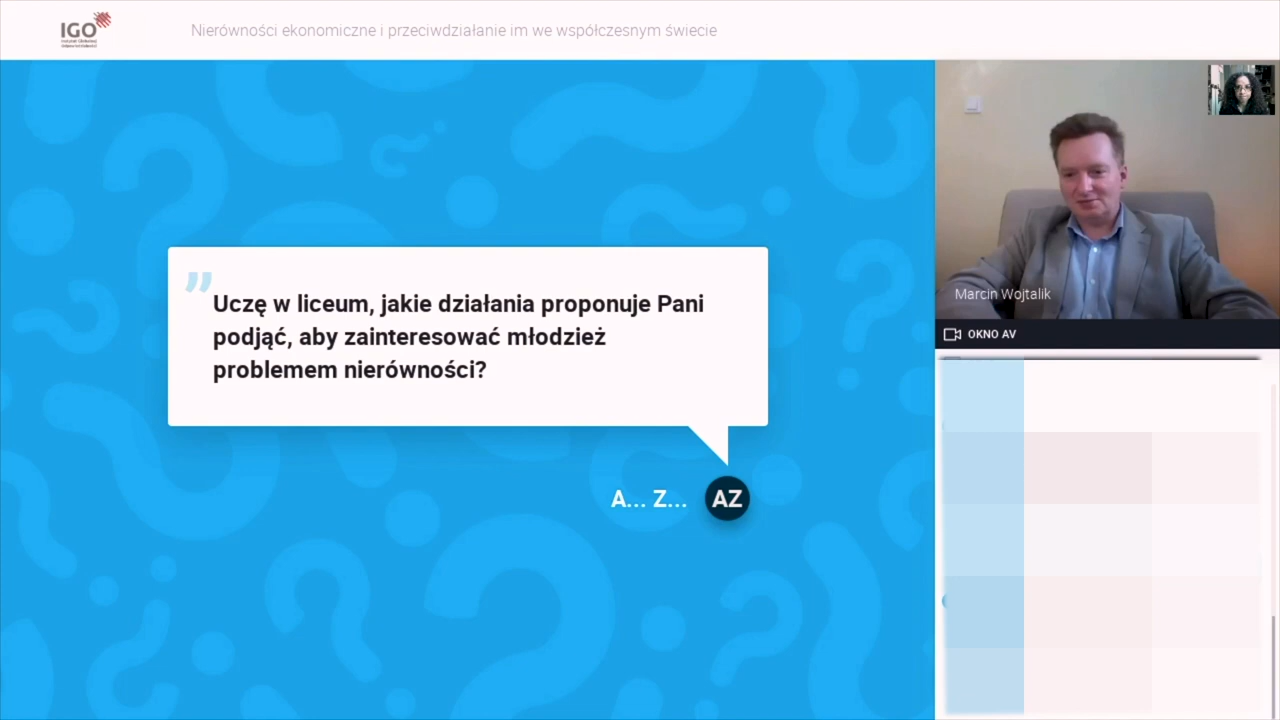 IGO
Nierówności ekonomiczne i przeciwdziałanie im we współczesnym świecie
Uczę w liceum, jakie działania proponuje Pani
podjąć, aby zainteresować młodzież
problemem nierówności?
A... Z...
AZ
Marcin Wojtalik
OKNO AV